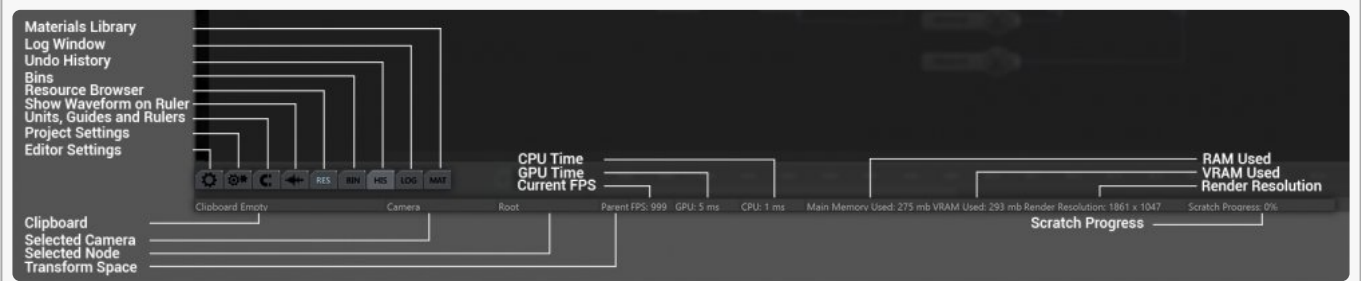 Materials Library
Log Window
Undo History
Bins
Resource Browser
Show Waveform on Ruler
Units, Guides and Rulers
Project Settings
Editor Settings
CPU Time
GPU Time
Current FPS
RAM Used
VRAM Used
Render Resolution
RES BIN HIS LOG MAT
Clipboard Empty Camera Root Parent FPS: 999 GPU: 5 ms CPU: 1 ms Main Memory Used: 275 mb VRAM Used: 293 mb Render Resolution: 1861 x 1047 Scratch Progress: 0%
Clipboard
Selected Camera
Selected Node
Transform Space
Scratch Progress